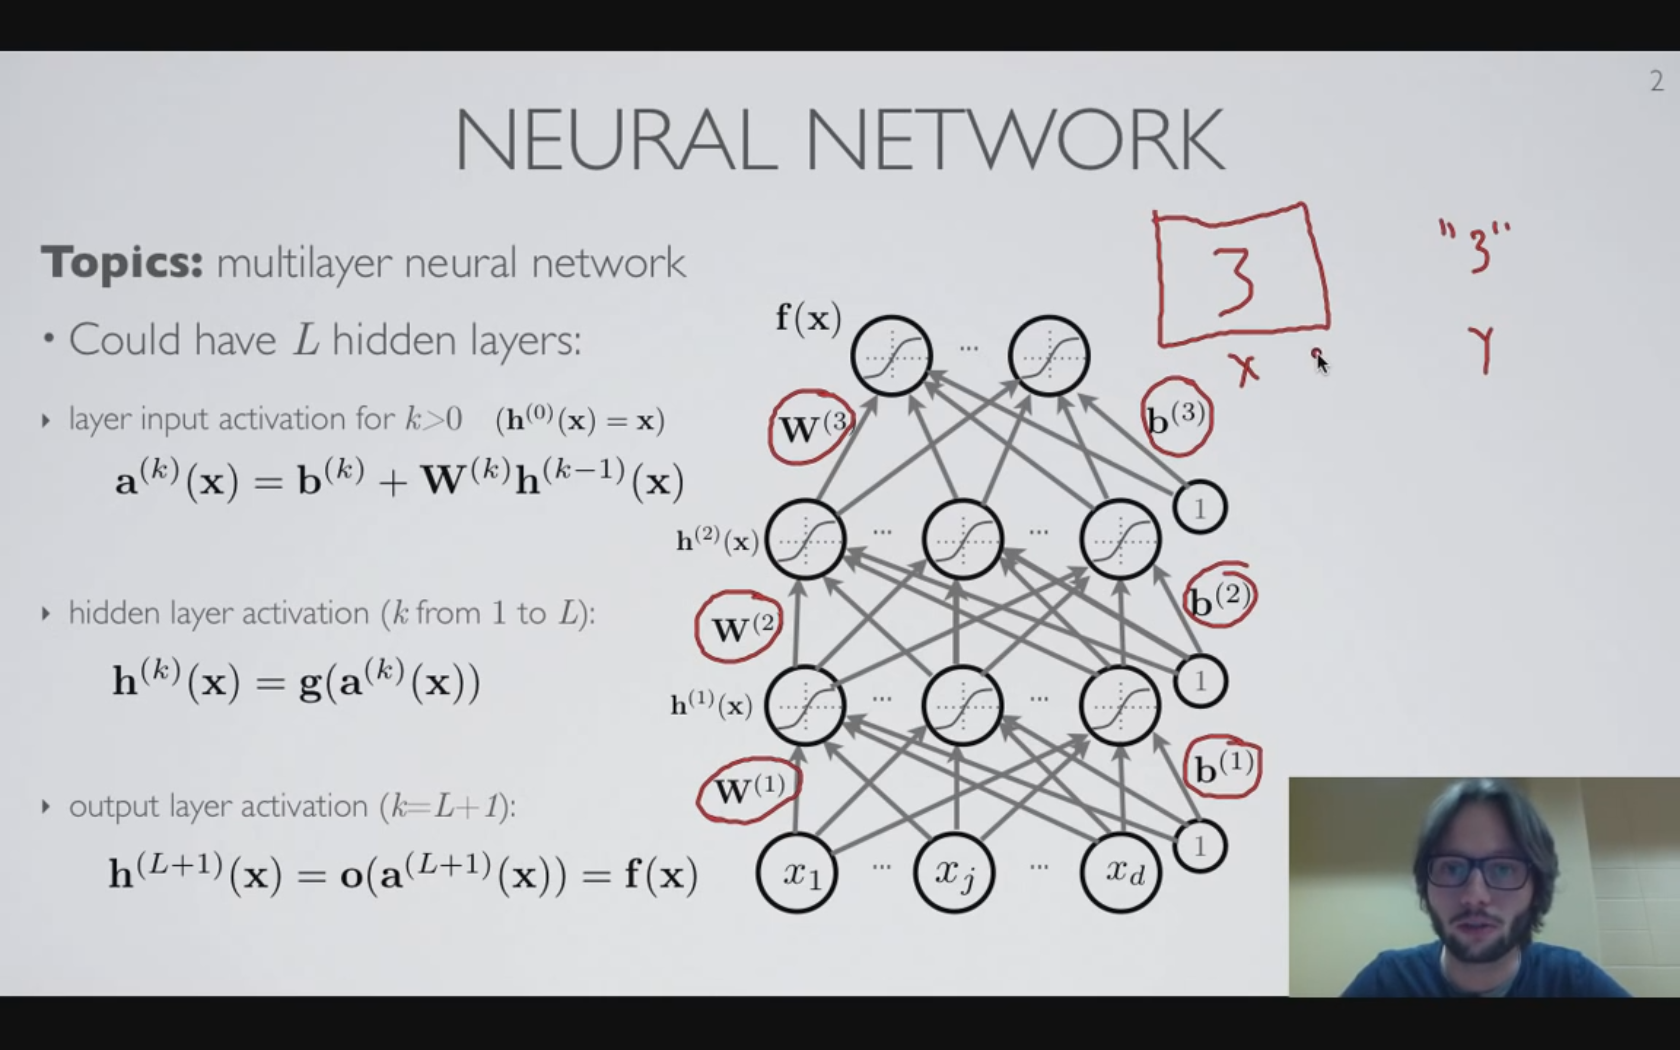 2
NEURAL NETWORK
Topics: multilayer neural network
• Could have L hidden layers:
‣ layer input activation for k>0 (h^(0)(x) = x)
a^(k)(x) = b^(k) + W^(k)h^(k−1)(x)
‣ hidden layer activation (k from 1 to L):
h^(k)(x) = g(a^(k)(x))
‣ output layer activation (k=L+1):
h^(L+1)(x) = o(a^(L+1)(x)) = f(x)
3
"3"
x
Y
f(x) ...
W^(3 b^(3)
1
h^(2)(x) ... ...
W^(2 b^(2)
1
h^(1)(x) ... ...
W^(1) b^(1)
1
x_1 ... x_j ... x_d